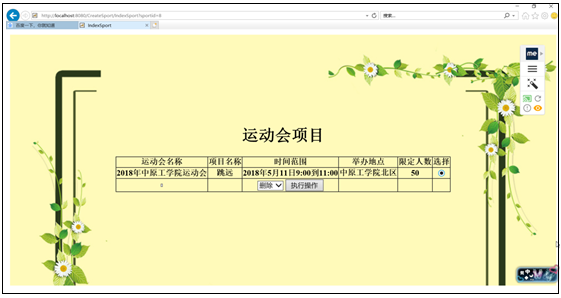 http://localhost:8080/CreateSport/IndexSport?sportid=8
搜索...
百度一下，你就知道
IndexSport
me
运动会项目
运动会名称 项目名称 时间范围 举办地点 限定人数 选择
2018年中原工学院运动会 跳远 2018年5月11日9:00到11:00 中原工学院北区 50
删除 执行操作